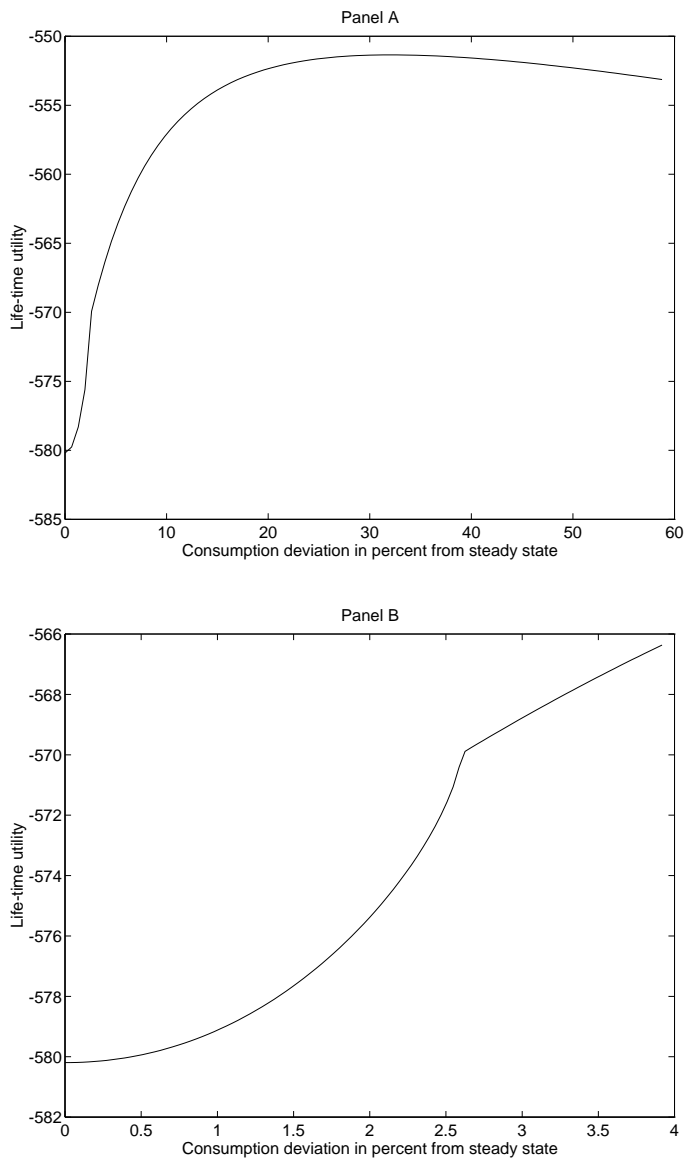 Panel A
-550
-555
-560
-565
-570
-575
-580
-585
Life-time utility
0 10 20 30 40 50 60
Consumption deviation in percent from steady state
Panel B
-566
-568
-570
-572
-574
-576
-578
-580
-582
Life-time utility
0 0.5 1 1.5 2 2.5 3 3.5 4
Consumption deviation in percent from steady state